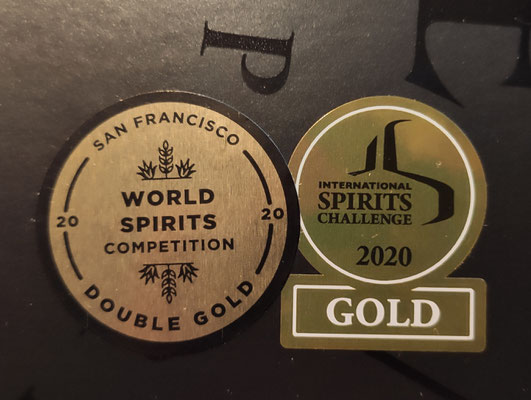 P
SAN FRANCISCO
20 20
WORLD
SPIRITS
COMPETITION
DOUBLE GOLD
INTERNATIONAL
SPIRITS
CHALLENGE
2020
GOLD